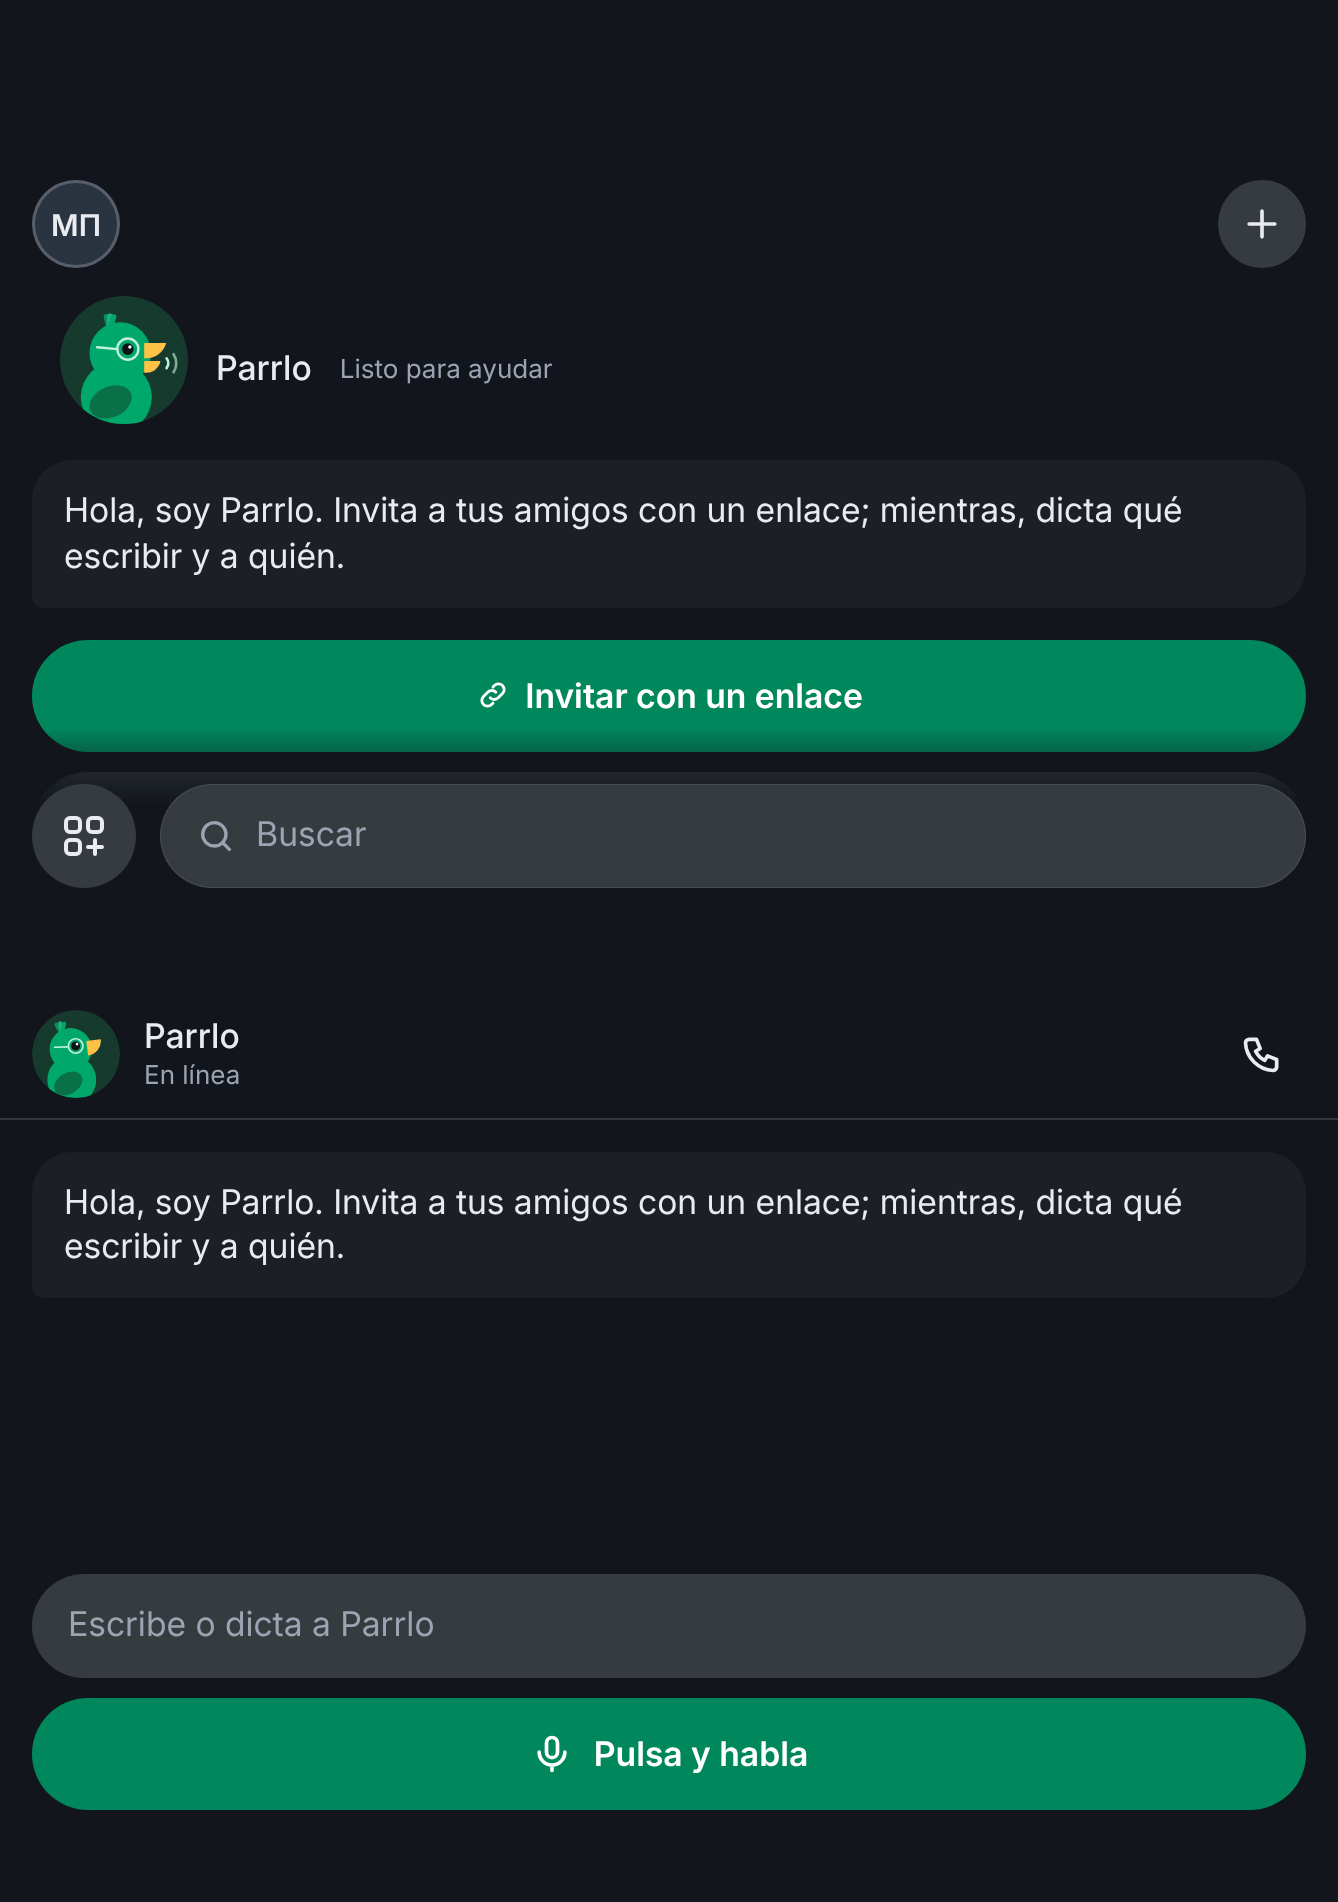 МП
Parrlo Listo para ayudar
Hola, soy Parrlo. Invita a tus amigos con un enlace; mientras, dicta qué
escribir y a quién.
Invitar con un enlace
Buscar
Parrlo
En línea
Hola, soy Parrlo. Invita a tus amigos con un enlace; mientras, dicta qué
escribir y a quién.
Escribe o dicta a Parrlo
Pulsa y habla